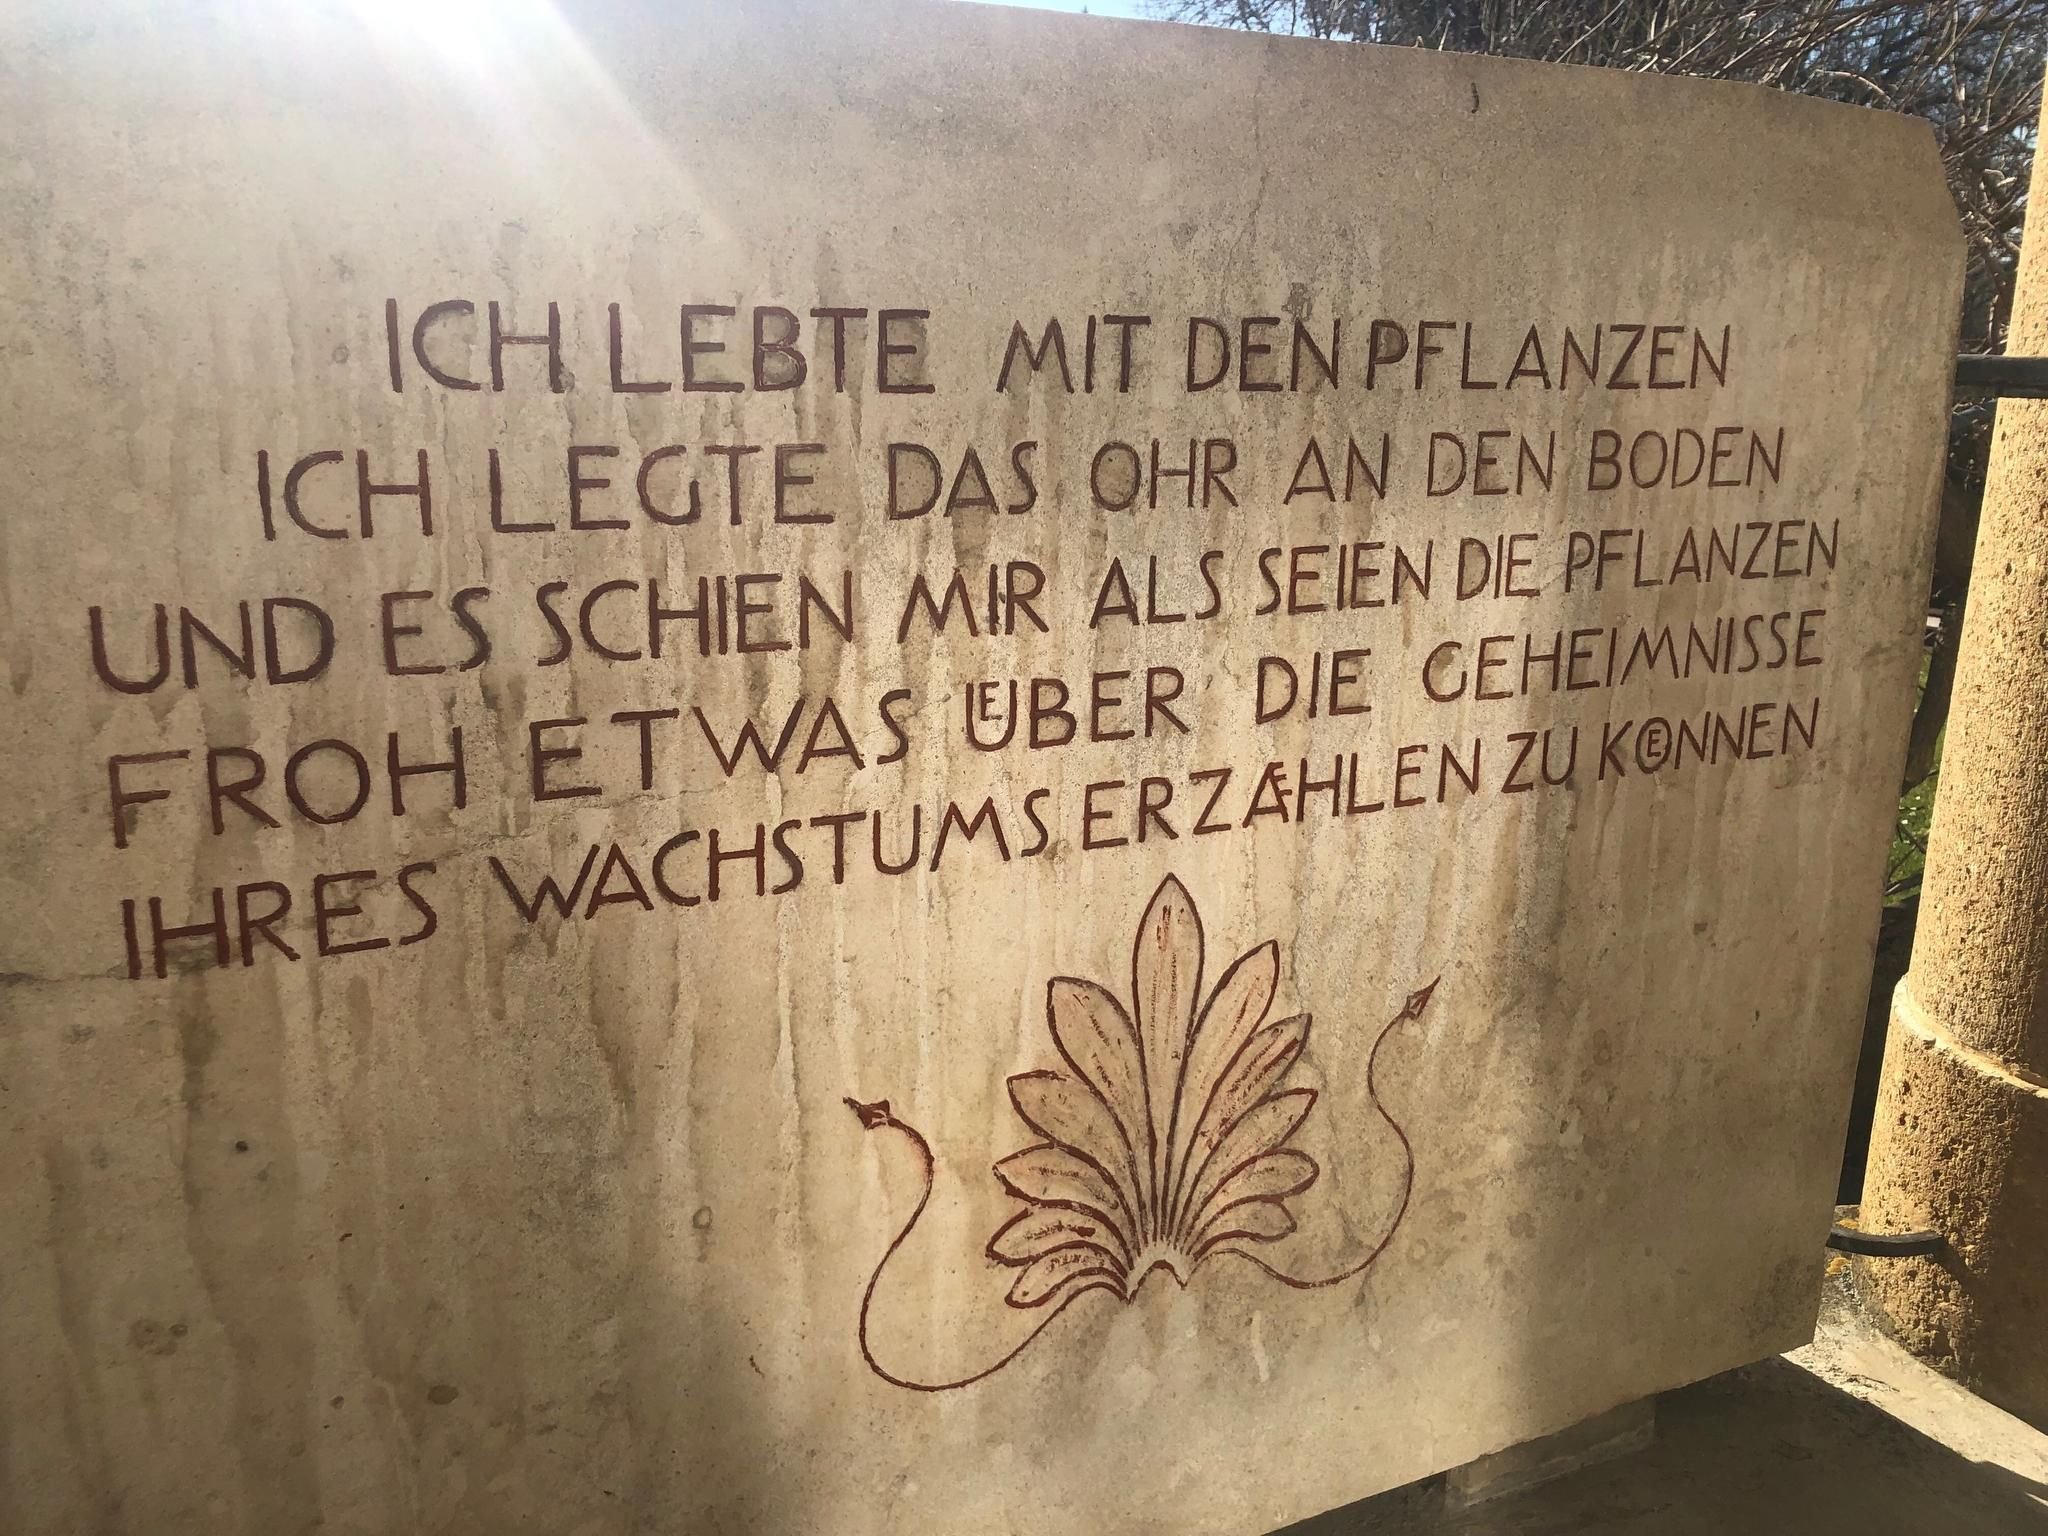 ICH LEBTE MIT DEN PFLANZEN
ICH LEGTE DAS OHR AN DEN BODEN
UND ES SCHIEN MIR ALS SEIEN DIE PFLANZEN
FROH ETWAS ÜBER DIE GEHEIMNISSE
IHRES WACHSTUMS ERZÄHLEN ZU KÖNNEN